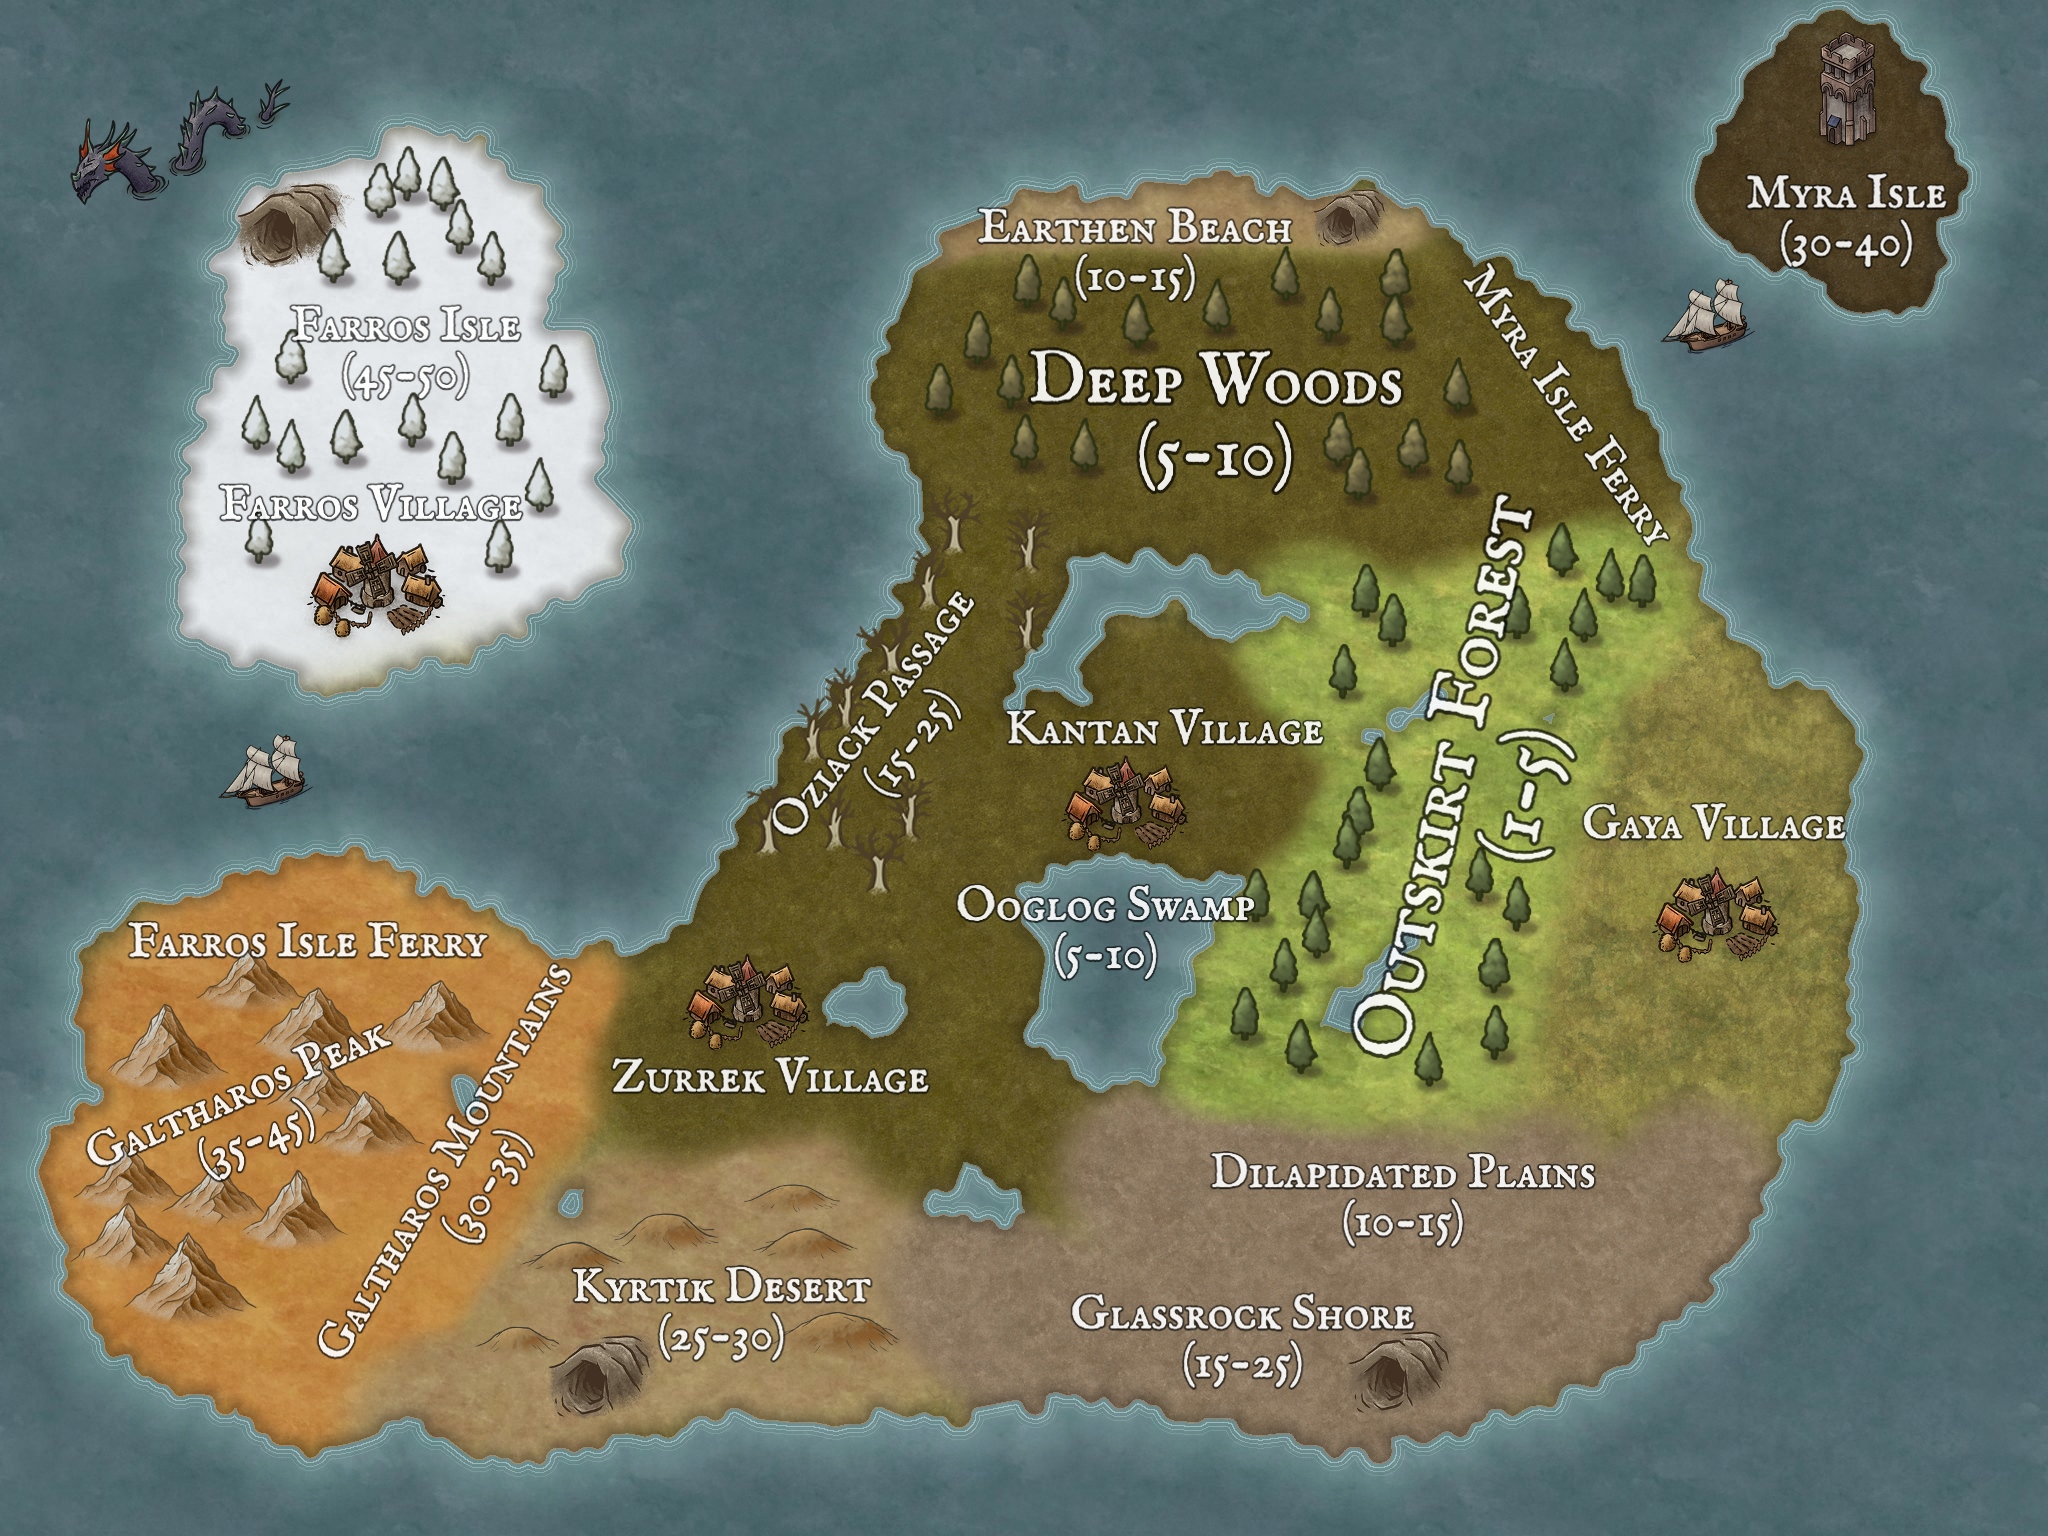 Myra Isle
(30-40)
Earthen Beach
(10-15)
Myra Isle Ferry
Farros Isle
(45-50)
Deep Woods
(5-10)
Farros Village
Outskirt Forest
(1-5)
Oziack Passage
(15-25)
Kantan Village
Gaya Village
Ooglog Swamp
(5-10)
Farros Isle Ferry
Galtharos Peak
(35-45)
Galtharos Mountains
(30-35)
Zurrek Village
Dilapidated Plains
(10-15)
Kyrtik Desert
(25-30)
Glassrock Shore
(15-25)